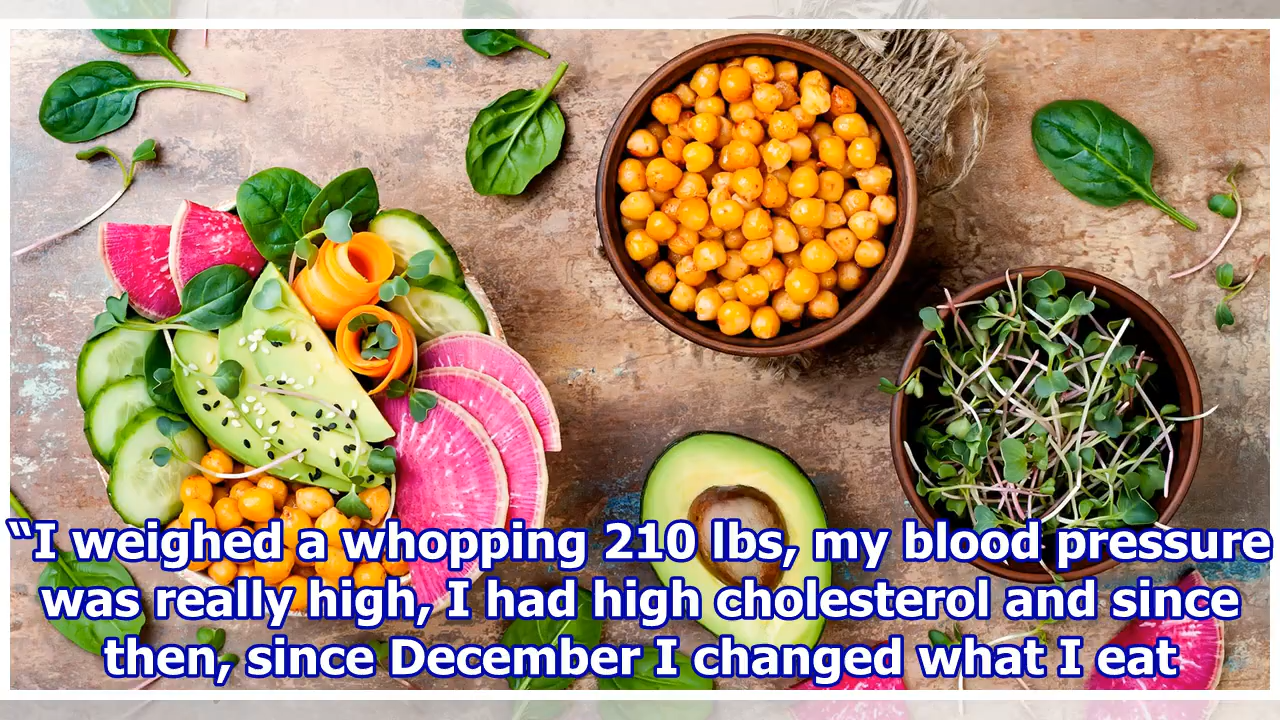 “I weighed a whopping 210 lbs, my blood pressure
was really high, I had high cholesterol and since
then, since December I changed what I eat